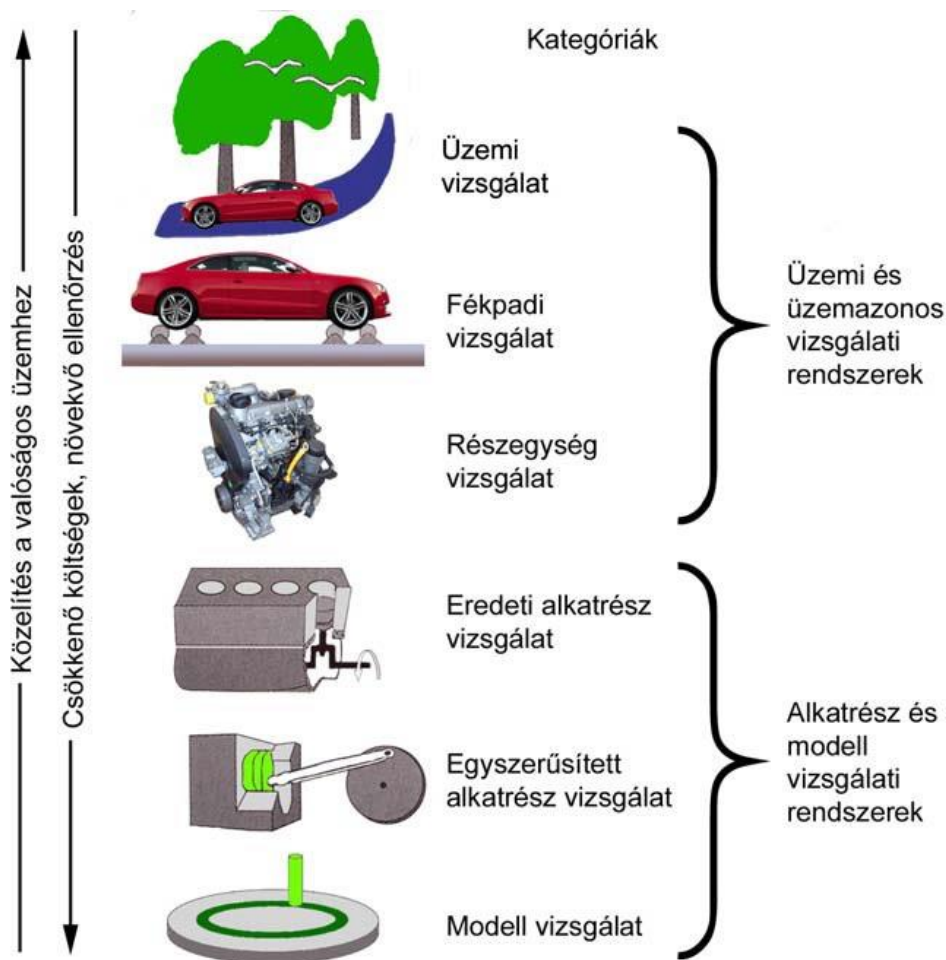 Kategóriák
Közelítés a valóságos üzemhez
Csökkenő költségek, növekvő ellenőrzés
Üzemi
vizsgálat
Fékpadi
vizsgálat
Részegység
vizsgálat
Üzemi és
üzemazonos
vizsgálati
rendszerek
Eredeti alkatrész
vizsgálat
Egyszerűsített
alkatrész vizsgálat
Modell vizsgálat
Alkatrész és
modell
vizsgálati
rendszerek